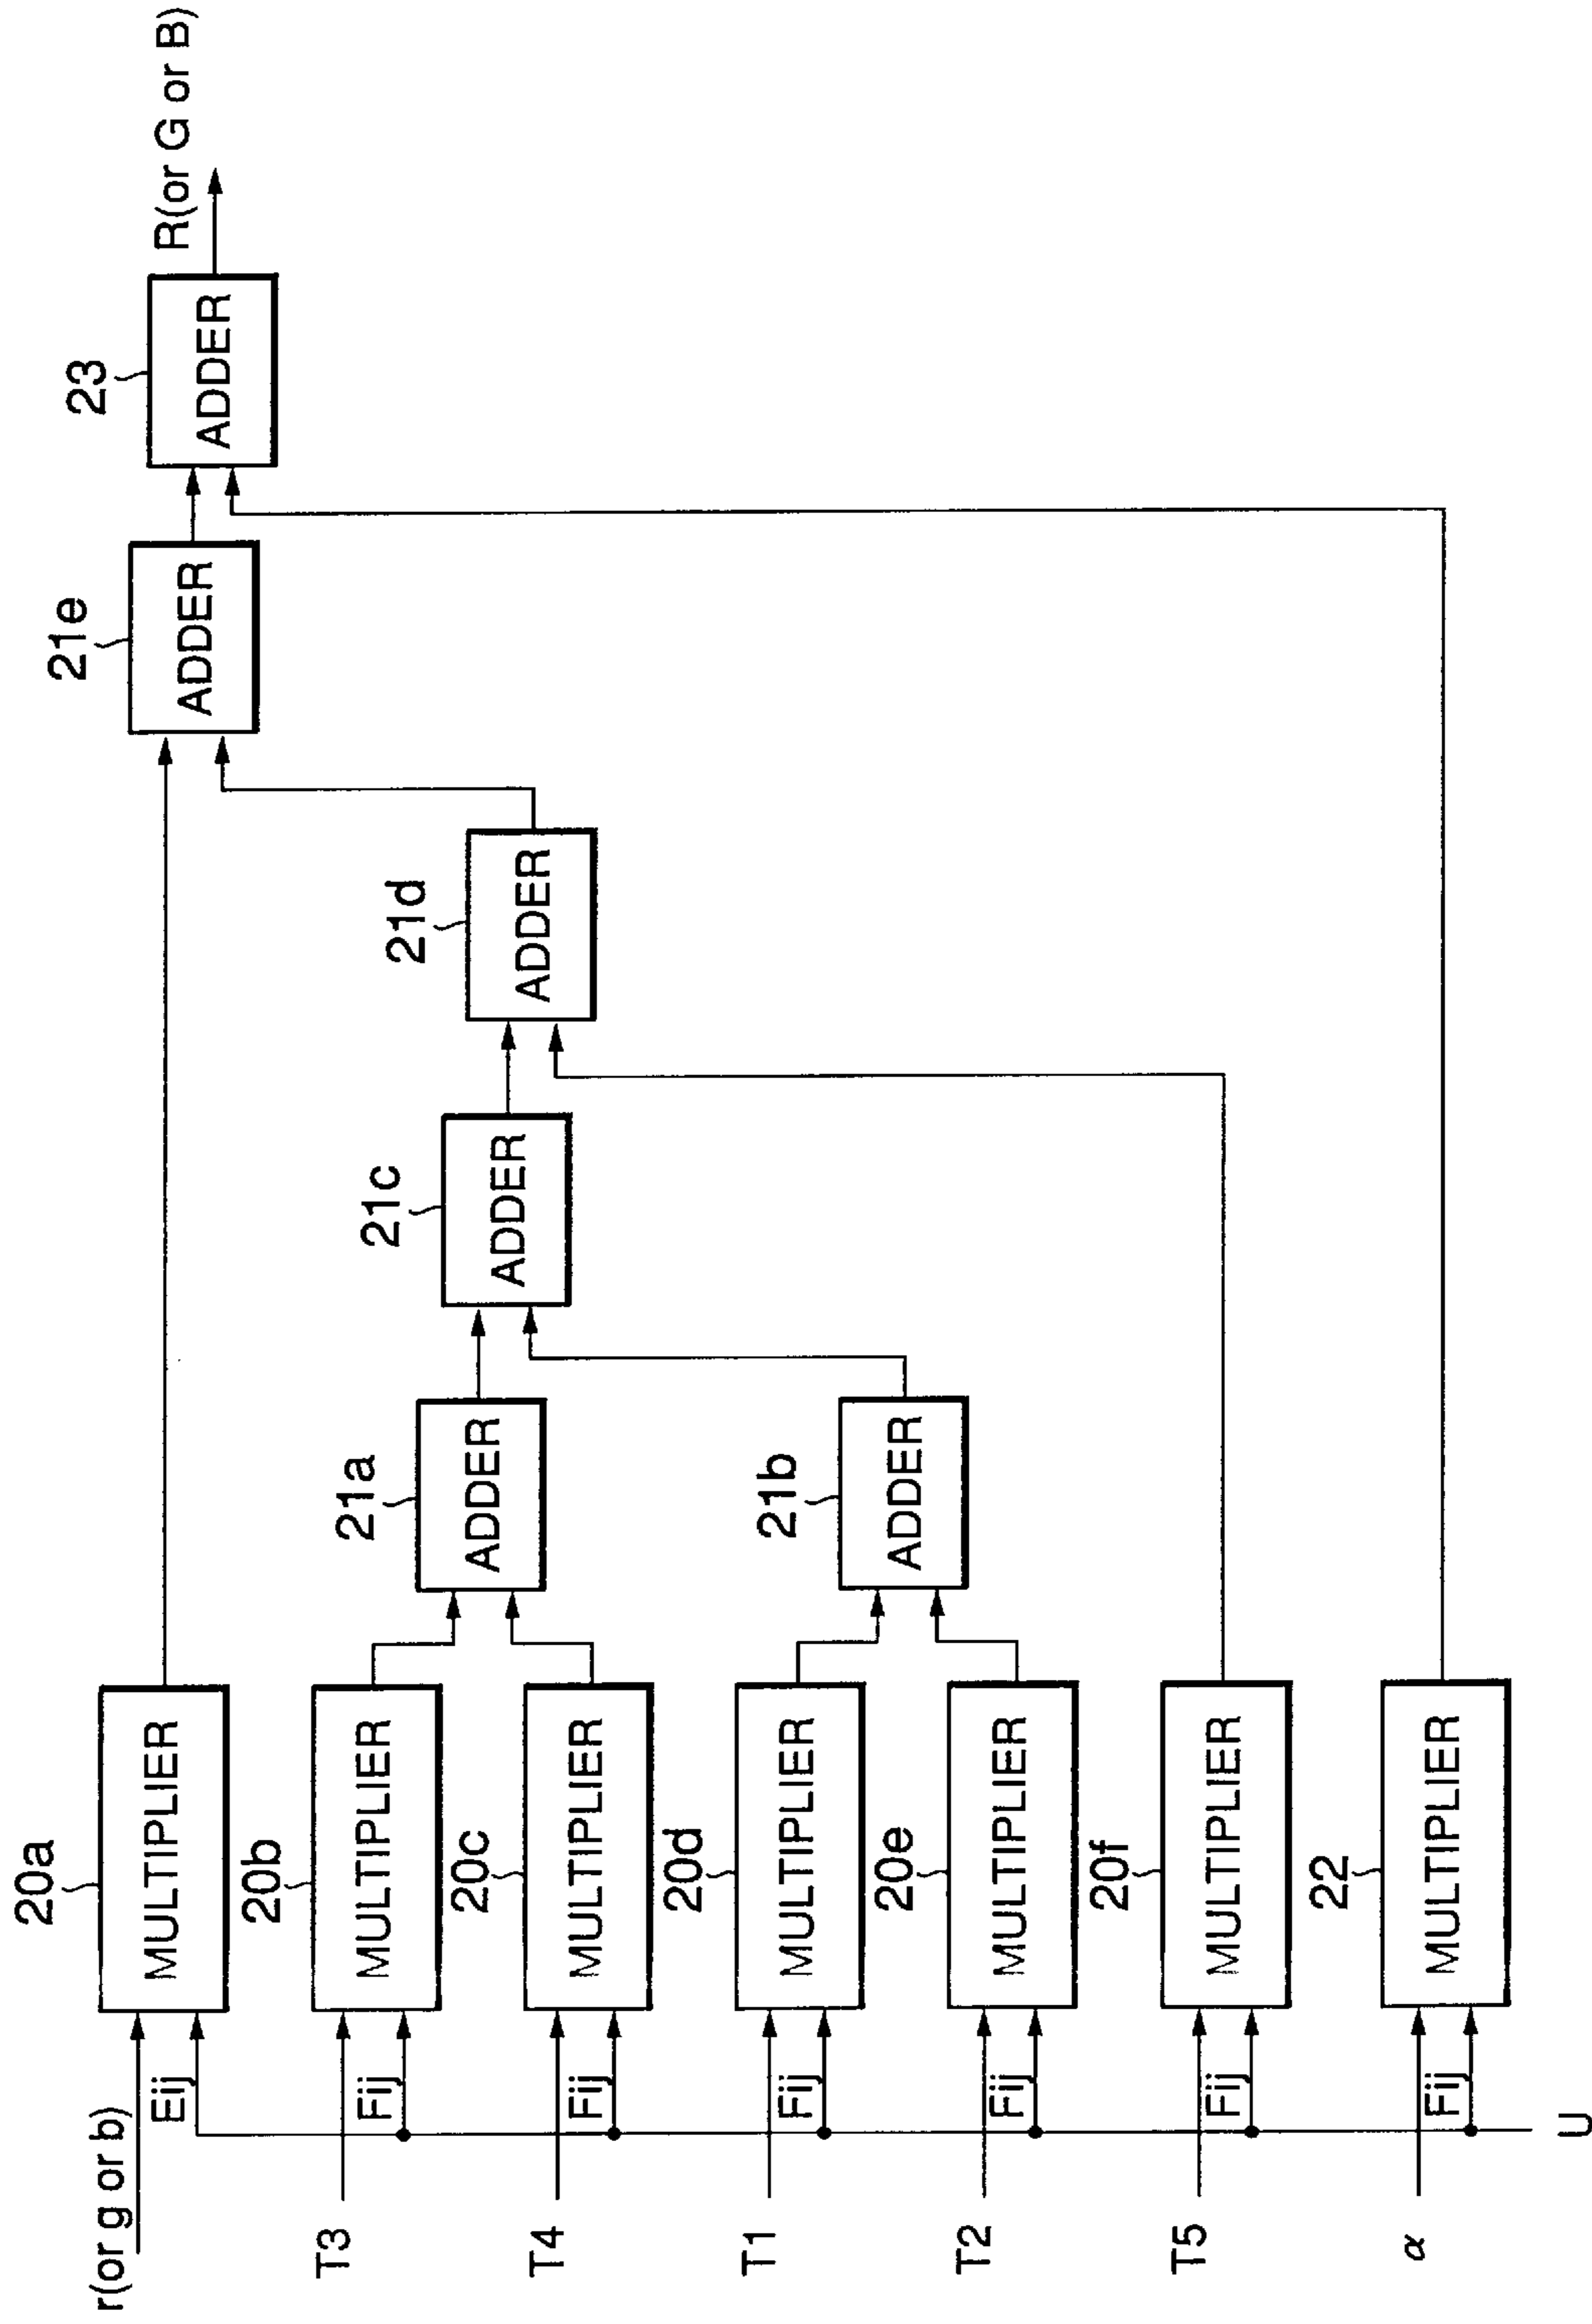 r(or g or b)
Eij
20a
MULTIPLIER
T3
Fij
20b
MULTIPLIER
T4
Fij
20c
MULTIPLIER
T1
Fij
20d
MULTIPLIER
T2
Fij
20e
MULTIPLIER
T5
Fij
20f
MULTIPLIER
α
Fij
22
MULTIPLIER
U
21a
ADDER
21b
ADDER
21c
ADDER
21d
ADDER
21e
ADDER
23
ADDER
R(or G or B)